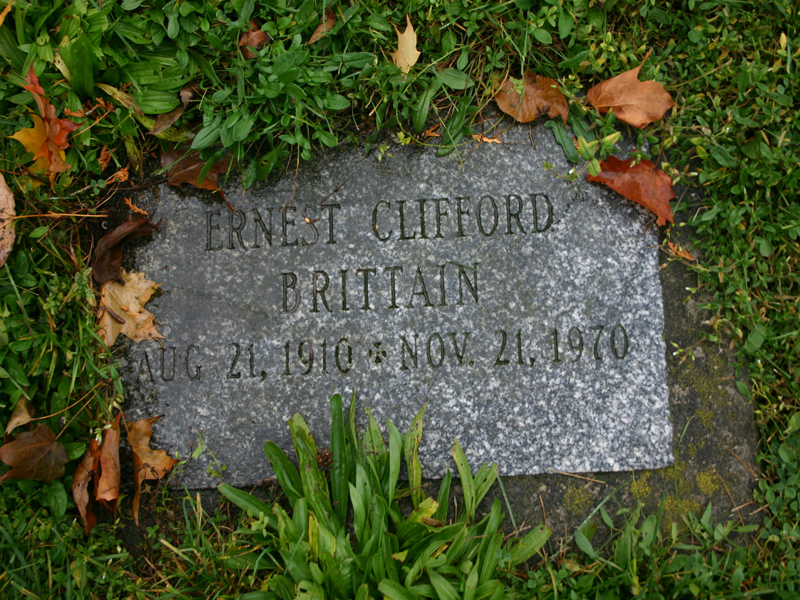 ERNEST CLIFFORD
BRITTAIN
AUG 21, 1910 ✣ NOV. 21, 1970